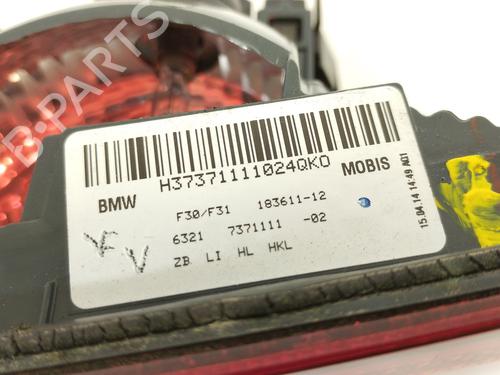 B-PARTS
H37371111024QK0
BMW
MOBIS
F30/F31 183611-12
6321 7371111 -02
ZB LI HL HKL
15.04.14 14:49 A01